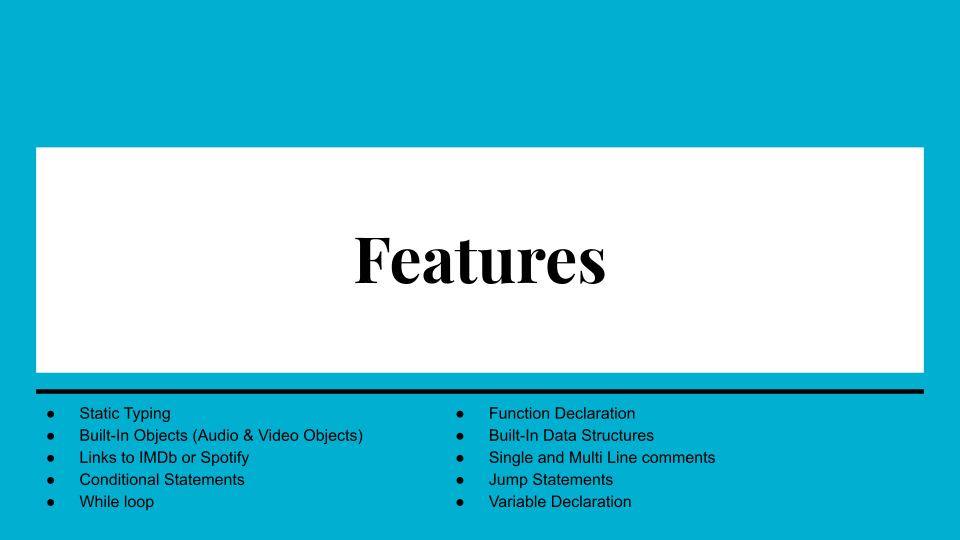 Features
● Static Typing
● Built-In Objects (Audio & Video Objects)
● Links to IMDb or Spotify
● Conditional Statements
● While loop
● Function Declaration
● Built-In Data Structures
● Single and Multi Line comments
● Jump Statements
● Variable Declaration